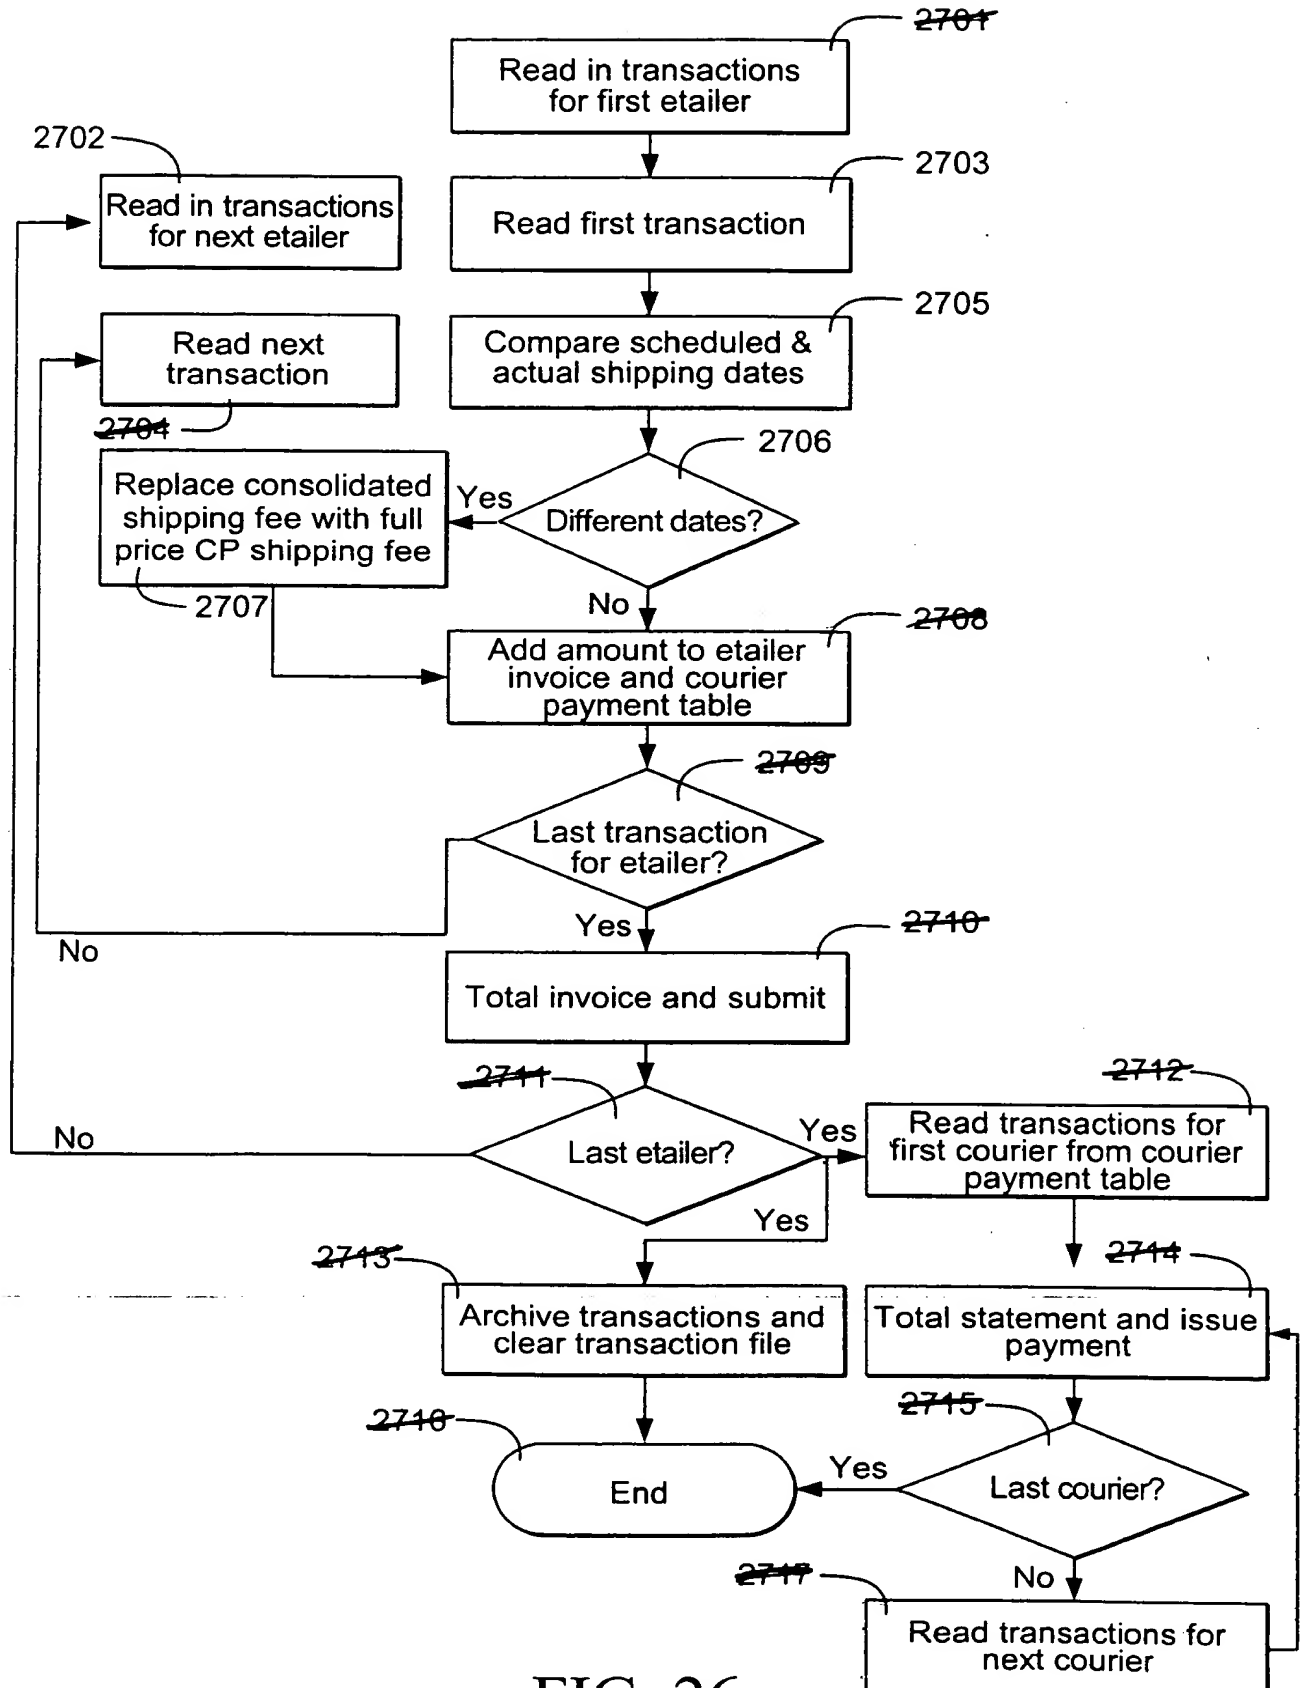 2701
Read in transactions
for first etailer
2702
Read in transactions
for next etailer
2703
Read first transaction
2705
Compare scheduled &
actual shipping dates
Read next
transaction
2704
2706
Different dates?
Yes
Replace consolidated
shipping fee with full
price CP shipping fee
2707
No
2708
Add amount to etailer
invoice and courier
payment table
2709
Last transaction
for etailer?
No
Yes
2710
Total invoice and submit
2711
Last etailer?
No
Yes
2712
Read transactions for
first courier from courier
payment table
Yes
2713
Archive transactions and
clear transaction file
2714
Total statement and issue
payment
2715
Last courier?
Yes
2716
End
No
2717
Read transactions for
next courier
FIG. 26